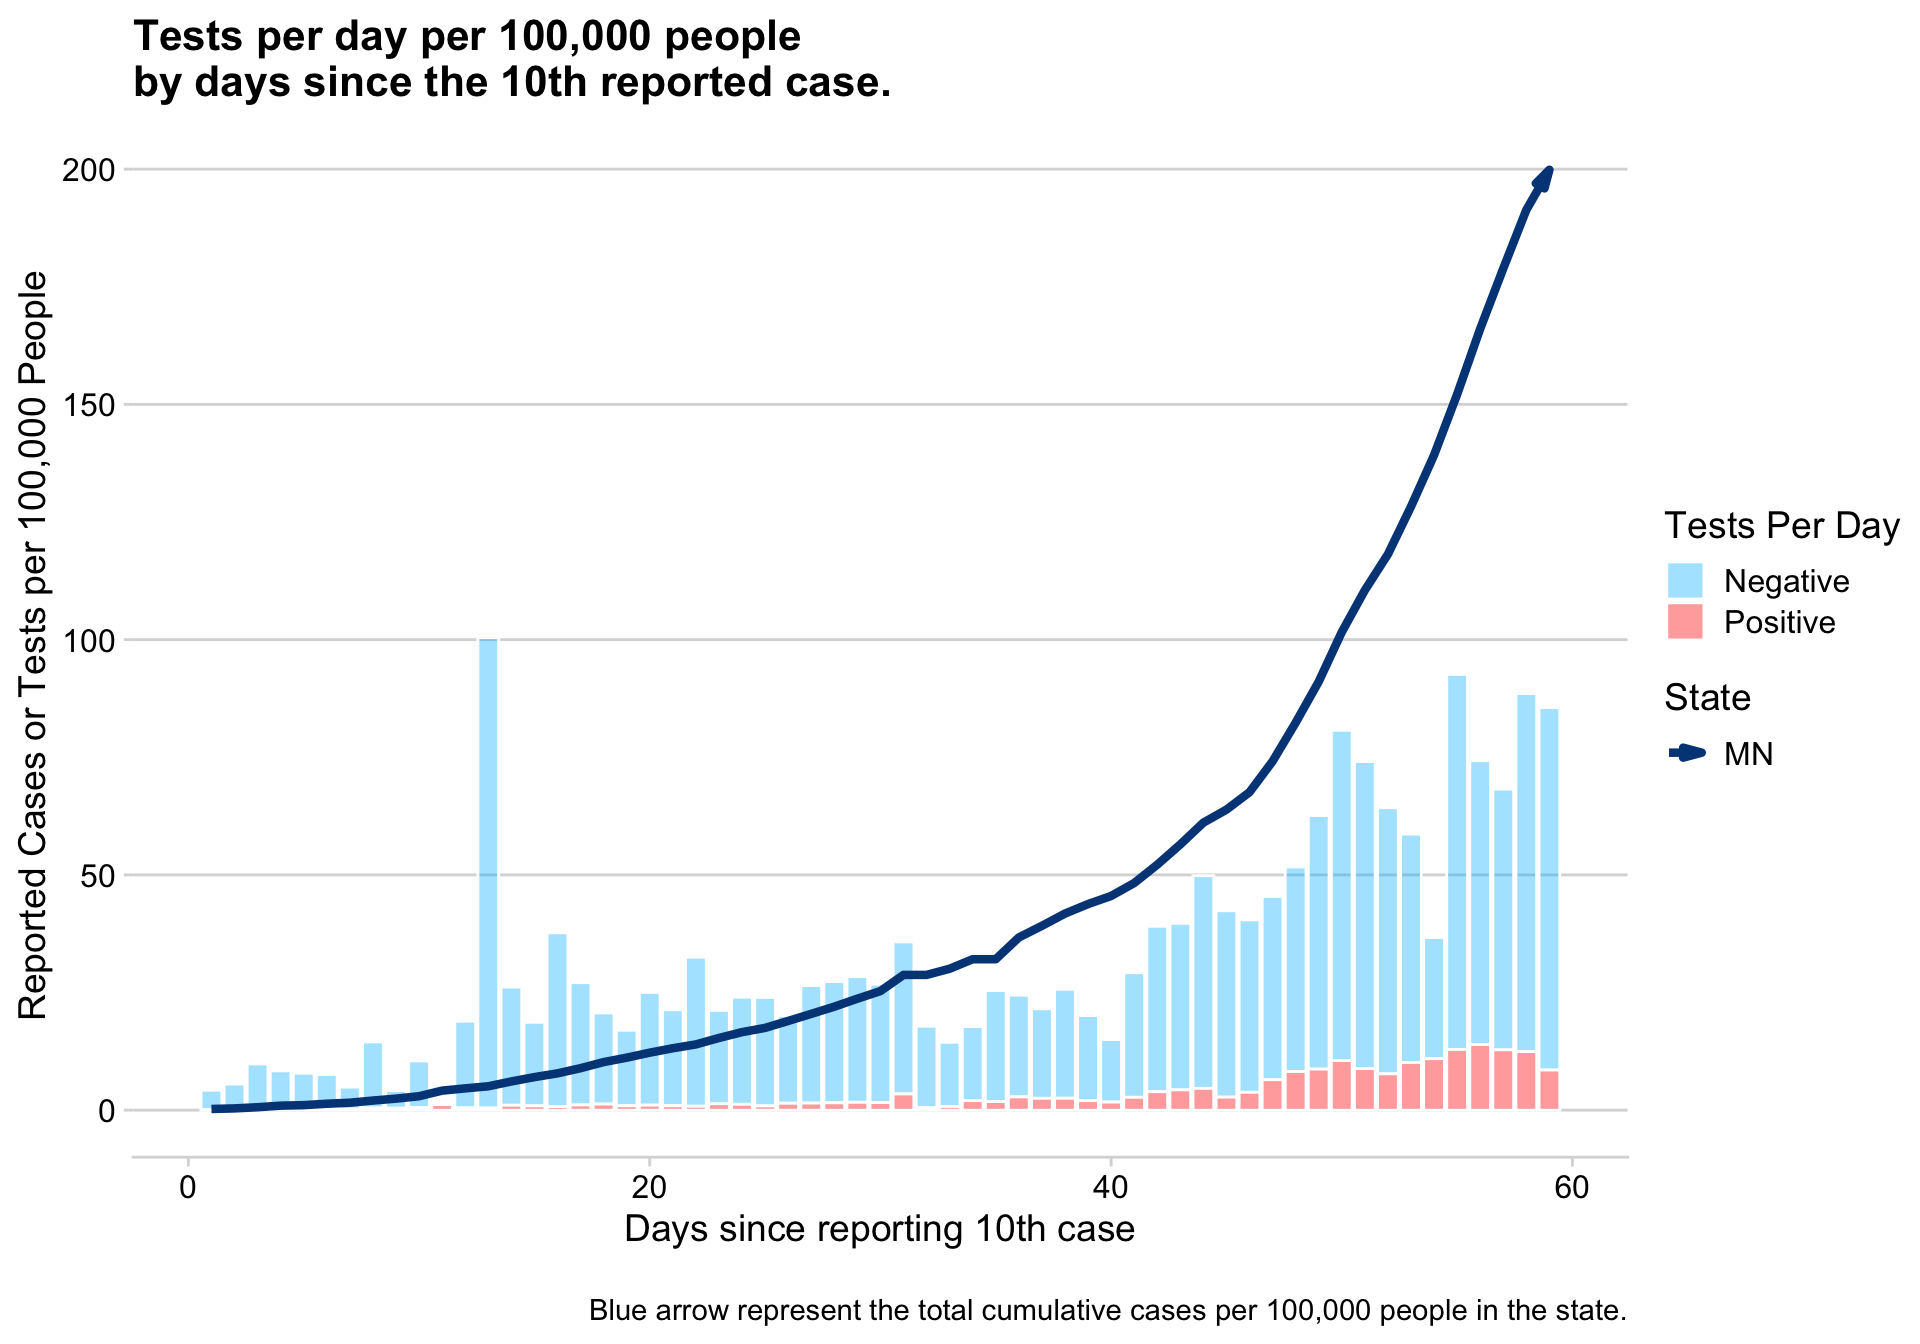 Tests per day per 100,000 people
by days since the 10th reported case.
Reported Cases or Tests per 100,000 People
200
150
100
50
0
0
20
40
60
Days since reporting 10th case
Tests Per Day
Negative
Positive
State
MN
Blue arrow represent the total cumulative cases per 100,000 people in the state.